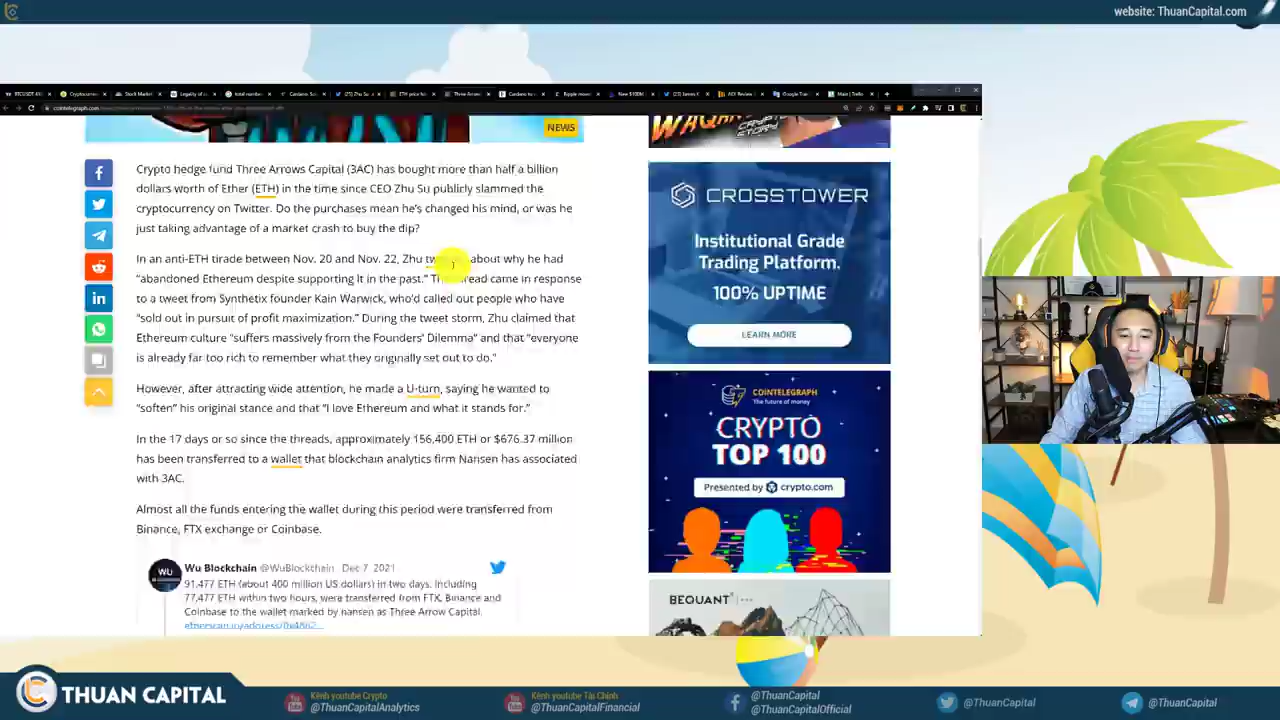 website: ThuanCapital.com
NEWS
CRYPTO STORY
Crypto hedge fund Three Arrows Capital (3AC) has bought more than half a billion
dollars worth of Ether (ETH) in the time since CEO Zhu Su publicly slammed the
cryptocurrency on Twitter. Do the purchases mean he's changed his mind, or was he
just taking advantage of a market crash to buy the dip?
In an anti-ETH tirade between Nov. 20 and Nov. 22, Zhu about why he had
"abandoned Ethereum despite supporting it in the past." came in response
to a tweet from Synthetix founder Kain Warwick, who'd called out people who have
"sold out in pursuit of profit maximization." During the tweet storm, Zhu claimed that
Ethereum culture "suffers massively from the Founders' Dilemma" and that "everyone
is already far too rich to remember what they originally set out to do."
However, after attracting wide attention, he made a U-turn, saying he wanted to
"soften" his original stance and that "I love Ethereum and what it stands for."
In the 17 days or so since the threads, approximately 156,400 ETH or $676.37 million
has been transferred to a wallet that blockchain analytics firm Nansen has associated
with 3AC.
Almost all the funds entering the wallet during this period were transferred from
Binance, FTX exchange or Coinbase.
WU
Wu Blockchain @WuBlockchain Dec 7, 2021
91,477 ETH (about 400 million US dollars) in two days, including
77,477 ETH within two hours, were transferred from FTX, Binance and
Coinbase to the wallet marked by nansen as Three Arrow Capital.
CROSSTOWER
Institutional Grade
Trading Platform.
100% UPTIME
LEARN MORE
COINTELEGRAPH
The future of money
CRYPTO
TOP 100
Presented by crypto.com
BEQUANT
THUAN CAPITAL
Kênh youtube Crypto
@ThuanCapitalAnalytics
Kênh youtube Tài Chính
@ThuanCapitalFinancial
@ThuanCapital
@ThuanCapitalOfficial
@ThuanCapital
@ThuanCapital